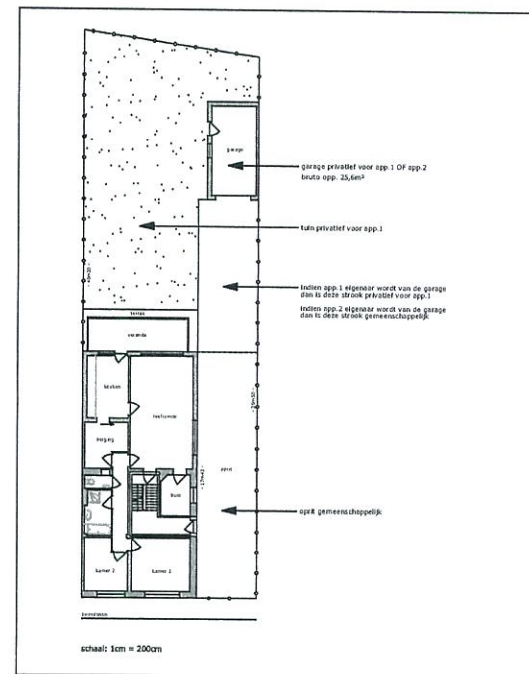 garage
garage privatief voor app.1 OF app.2
bruto opp. 25,6m²
tuin privatief voor app.1
Indien app.1 eigenaar wordt van de garage
dan is deze strook privatief voor app.1
Indien app.2 eigenaar wordt van de garage
dan is deze strook gemeenschappelijk
terras
veranda
keuken
leefruimte
berging
oprit
oprit gemeenschappelijk
kamer 2
kamer 1
schaal: 1cm = 200cm